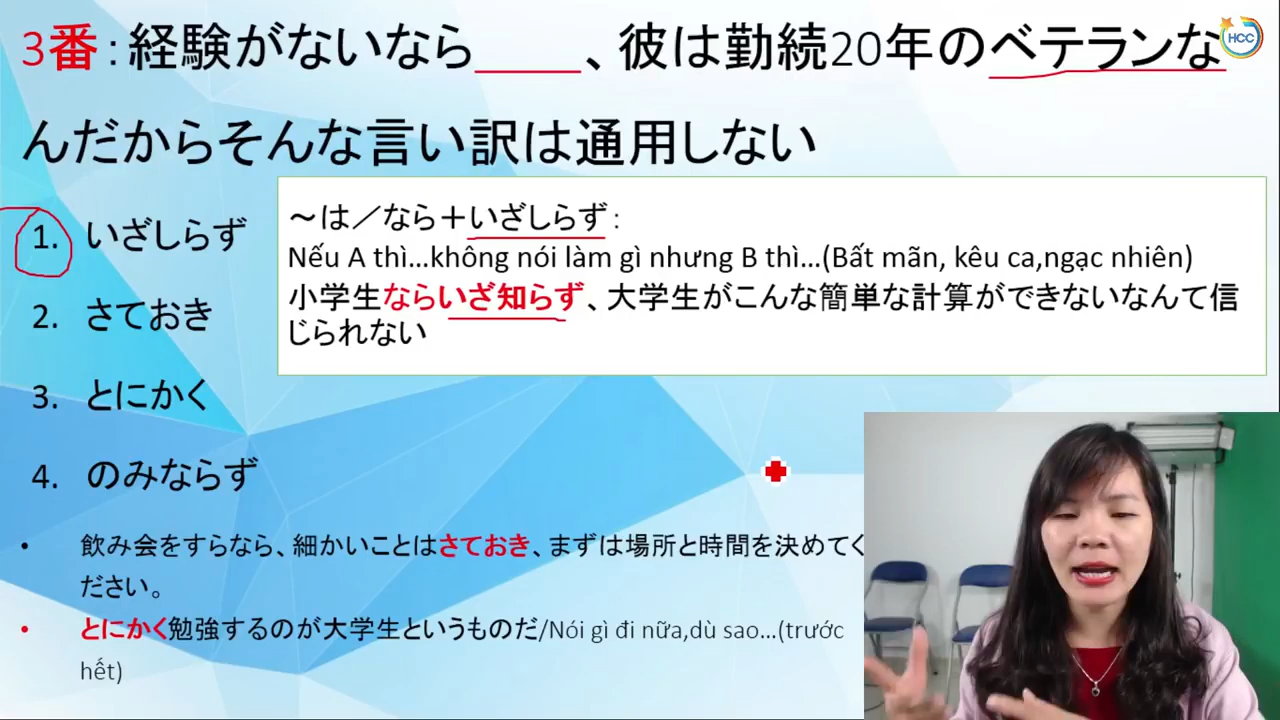 3番：経験がないなら____、彼は勤続20年のベテランな
HCC
んだからそんな言い訳は通用しない
1. いざしらず
2. さておき
3. とにかく
4. のみならず
～は／なら＋いざしらず：
Nếu A thì...không nói làm gì nhưng B thì...(Bất mãn, kêu ca,ngạc nhiên)
小学生ならいざ知らず、大学生がこんな簡単な計算ができないなんて信
じられない
• 飲み会をすらなら、細かいことはさておき、まずは場所と時間を決めてく
ださい。
• とにかく勉強するのが大学生というものだ/Nói gì đi nữa,dù sao...(trước
hết)